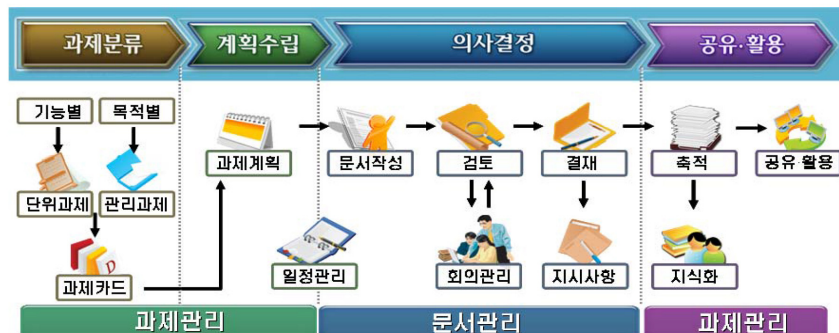 과제분류
계획수립
의사결정
공유·활용
기능별
목적별
단위과제
관리과제
과제카드
과제계획
일정관리
문서작성
검토
결재
회의관리
지시사항
축적
공유·활용
지식화
과제관리
문서관리
과제관리